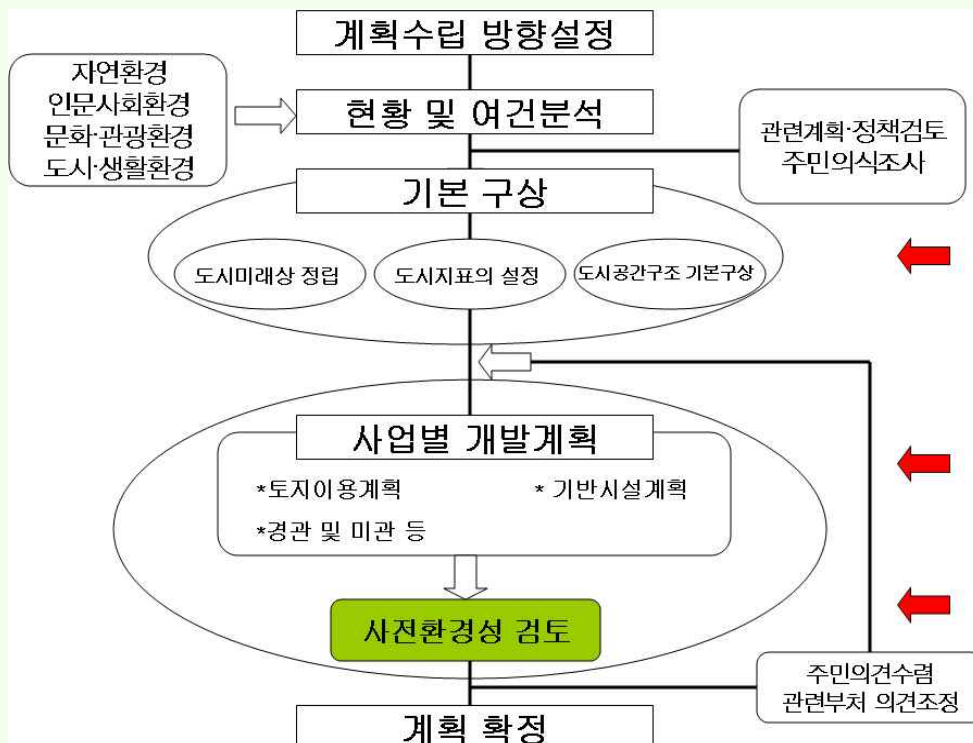 계획수립 방향설정
자연환경
인문사회환경
문화·관광환경
도시·생활환경
현황 및 여건분석
관련계획·정책검토
주민의식조사
기본 구상
도시미래상 정립
도시지표의 설정
도시공간구조 기본구상
사업별 개발계획
*토지이용계획
* 기반시설계획
*경관 및 미관 등
사전환경성 검토
주민의견수렴
관련부처 의견조정
계획 확정